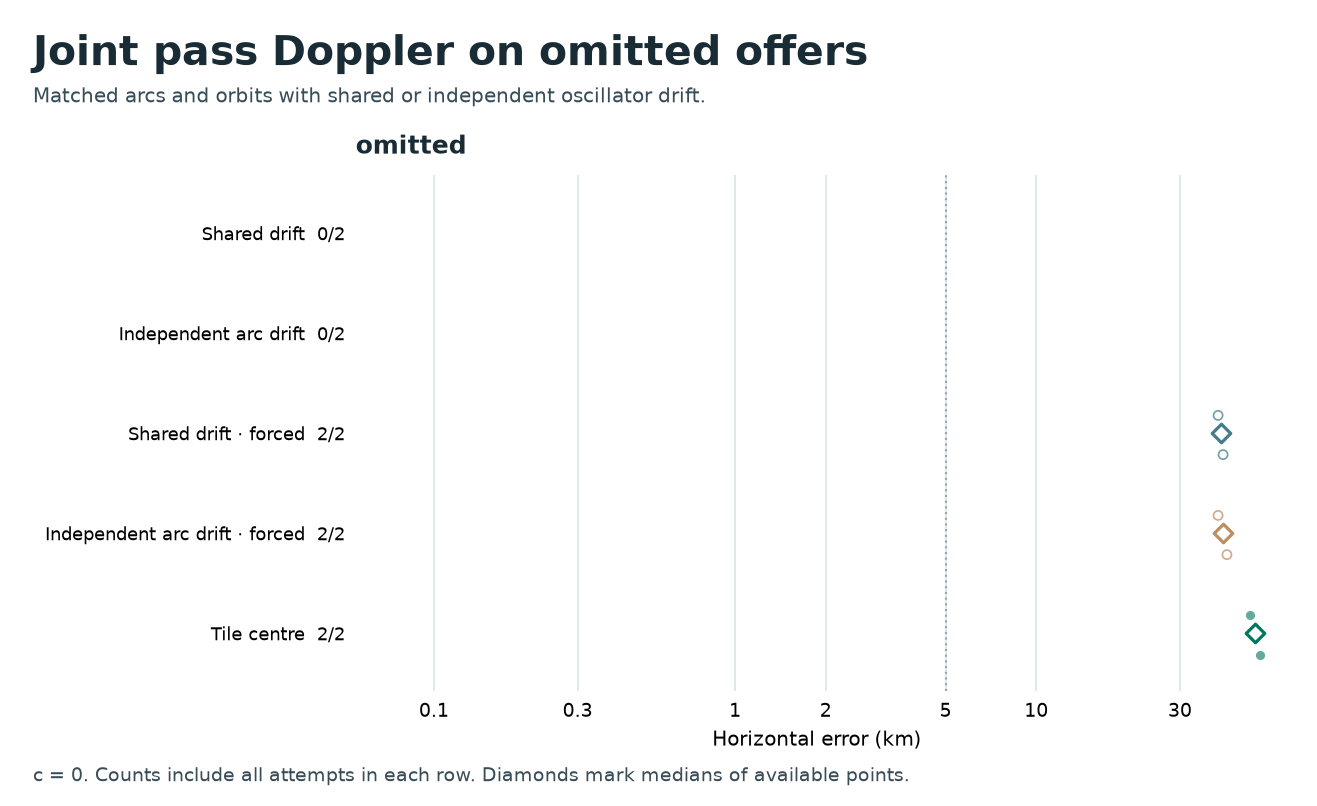 Joint pass Doppler on omitted offers
Matched arcs and orbits with shared or independent oscillator drift.
omitted
Shared drift 0/2
Independent arc drift 0/2
Shared drift · forced 2/2
Independent arc drift · forced 2/2
Tile centre 2/2
0.1 0.3 1 2 5 10 30
Horizontal error (km)
c = 0. Counts include all attempts in each row. Diamonds mark medians of available points.